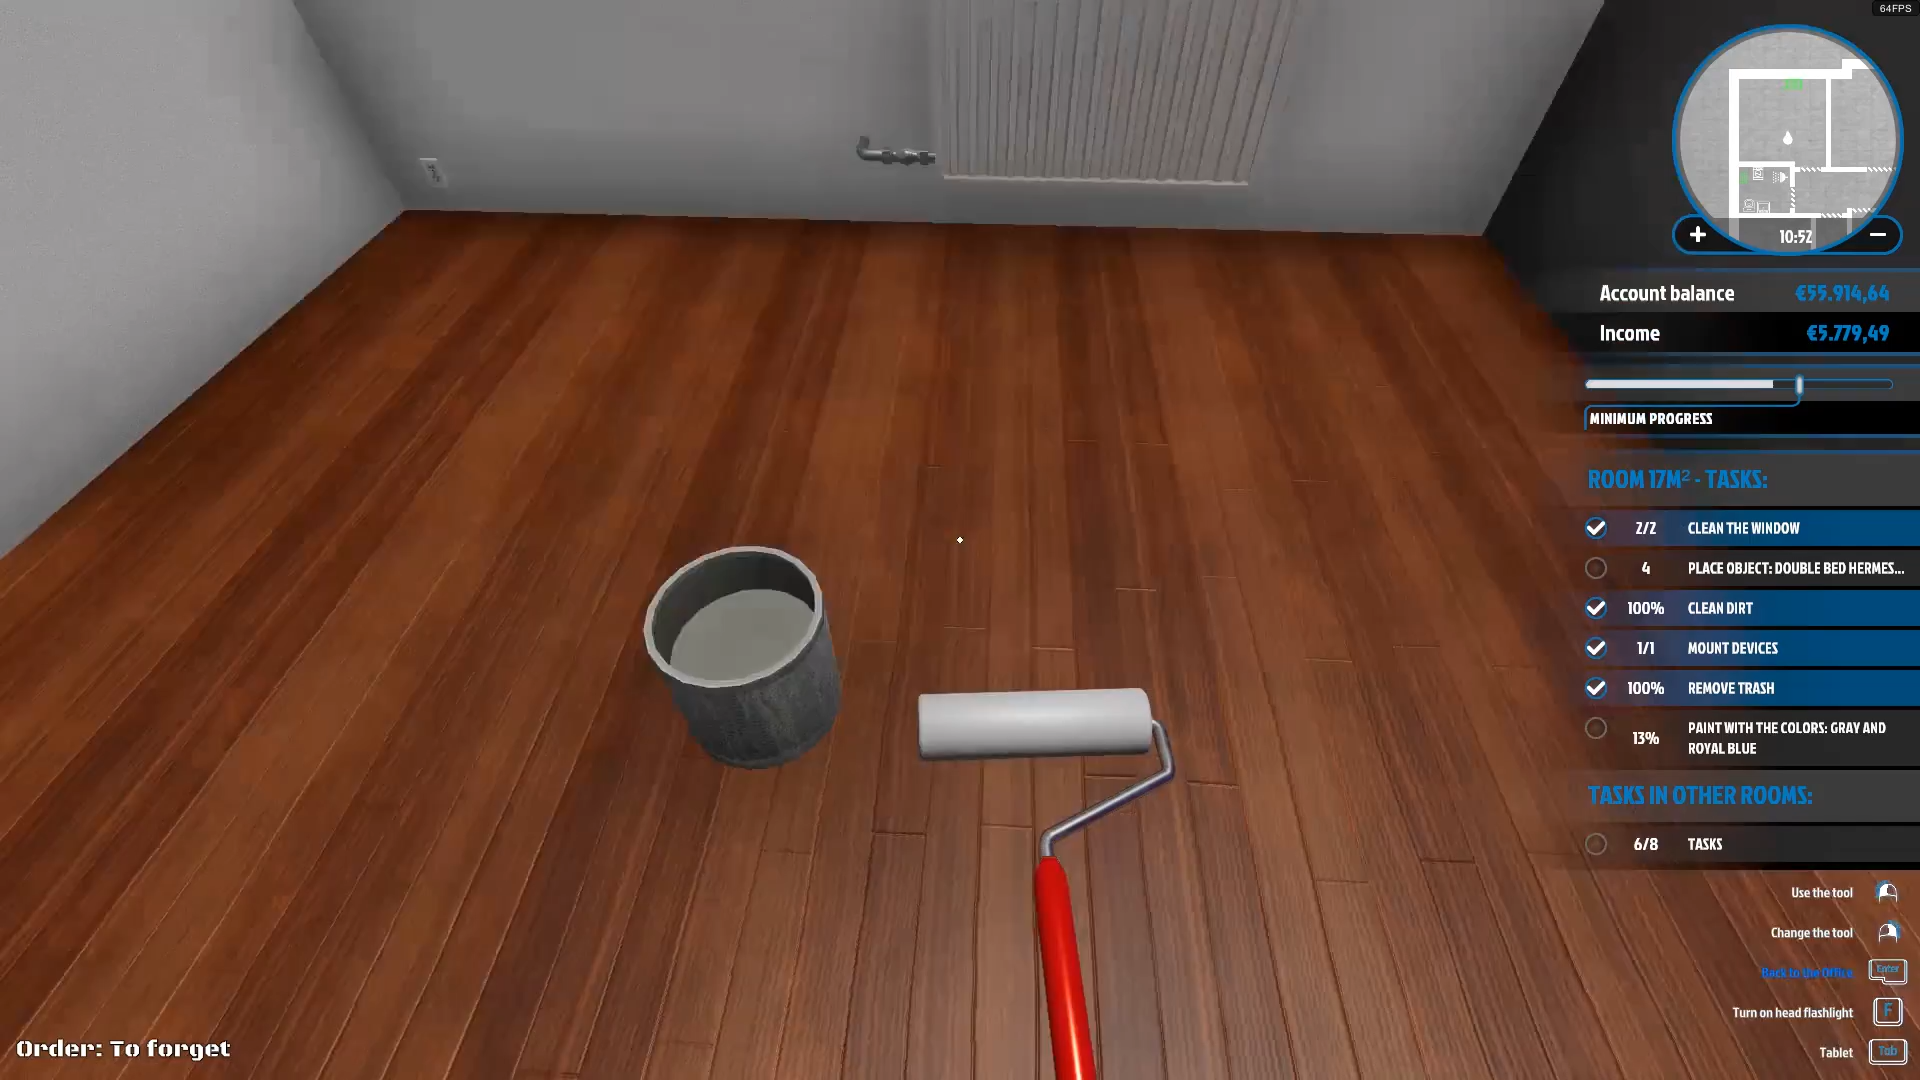 64FPS
10:52
Account balance €55.914,64
Income €5.779,49
MINIMUM PROGRESS
ROOM 17M² - TASKS:
2/2 CLEAN THE WINDOW
4 PLACE OBJECT: DOUBLE BED HERMES...
100% CLEAN DIRT
1/1 MOUNT DEVICES
100% REMOVE TRASH
13% PAINT WITH THE COLORS: GRAY AND
ROYAL BLUE
TASKS IN OTHER ROOMS:
6/8 TASKS
Use the tool
Change the tool
Back to the Office Enter
Turn on head flashlight F
Tablet Tab
Order: To forget